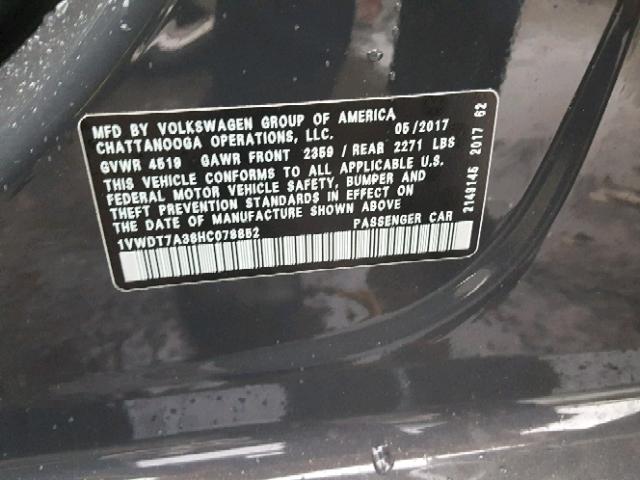 MFD BY VOLKSWAGEN GROUP OF AMERICA
CHATTANOOGA OPERATIONS, LLC. 05/2017
GVWR 4519 GAWR FRONT 2359 / REAR 2271 LBS
THIS VEHICLE CONFORMS TO ALL APPLICABLE U.S.
FEDERAL MOTOR VEHICLE SAFETY, BUMPER AND
THEFT PREVENTION STANDARDS IN EFFECT ON
THE DATE OF MANUFACTURE SHOWN ABOVE
1VWDT7A36HC078852 PASSENGER CAR
2140145 2017 62